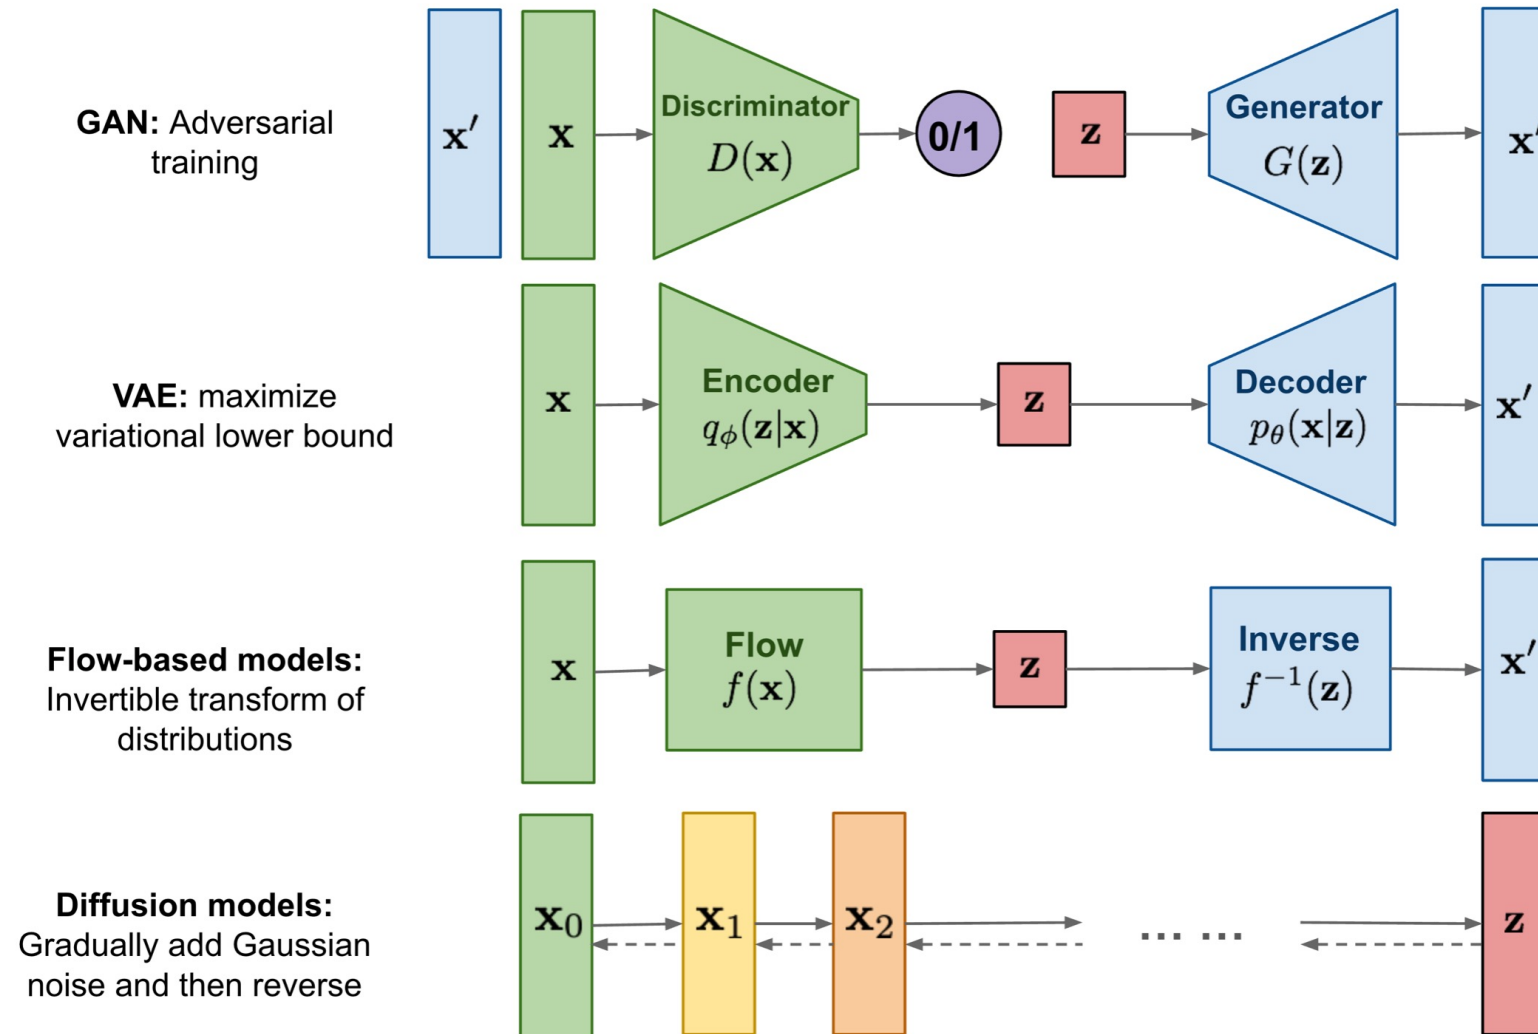 GAN: Adversarial
training
x′
x
Discriminator
D(x)
0/1
z
Generator
G(z)
x′
VAE: maximize
variational lower bound
x
Encoder
qϕ(z|x)
z
Decoder
pθ(x|z)
x′
Flow-based models:
Invertible transform of
distributions
x
Flow
f(x)
z
Inverse
f⁻¹(z)
x′
Diffusion models:
Gradually add Gaussian
noise and then reverse
x₀
x₁
x₂
... ...
z